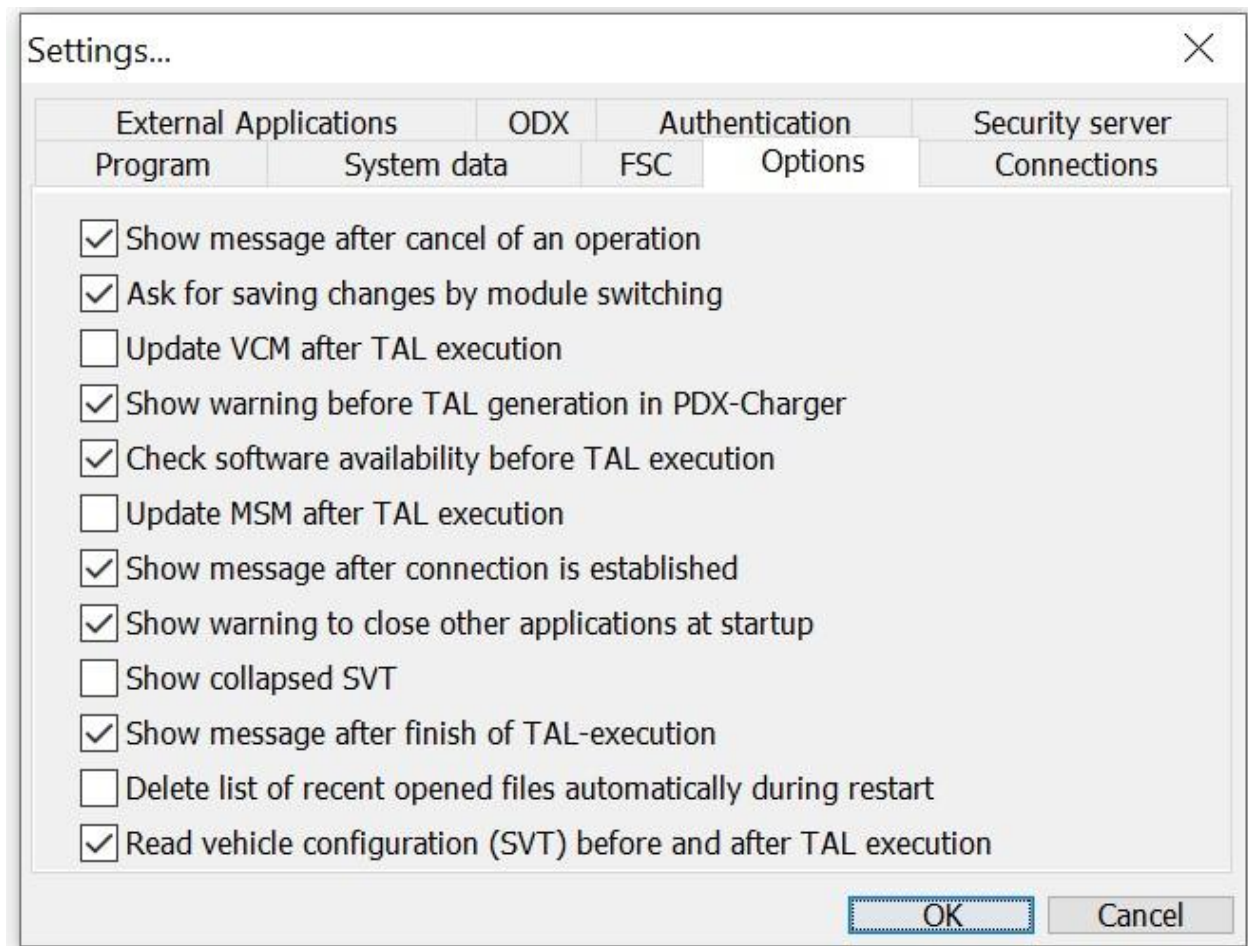 Settings...
External Applications ODX Authentication Security server
Program System data FSC Options Connections
Show message after cancel of an operation
Ask for saving changes by module switching
Update VCM after TAL execution
Show warning before TAL generation in PDX-Charger
Check software availability before TAL execution
Update MSM after TAL execution
Show message after connection is established
Show warning to close other applications at startup
Show collapsed SVT
Show message after finish of TAL-execution
Delete list of recent opened files automatically during restart
Read vehicle configuration (SVT) before and after TAL execution
OK Cancel